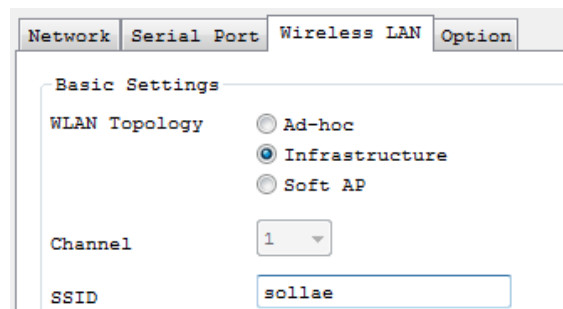 Network Serial Port Wireless LAN Option
Basic Settings
WLAN Topology Ad-hoc
Infrastructure
Soft AP
Channel 1
SSID sollae